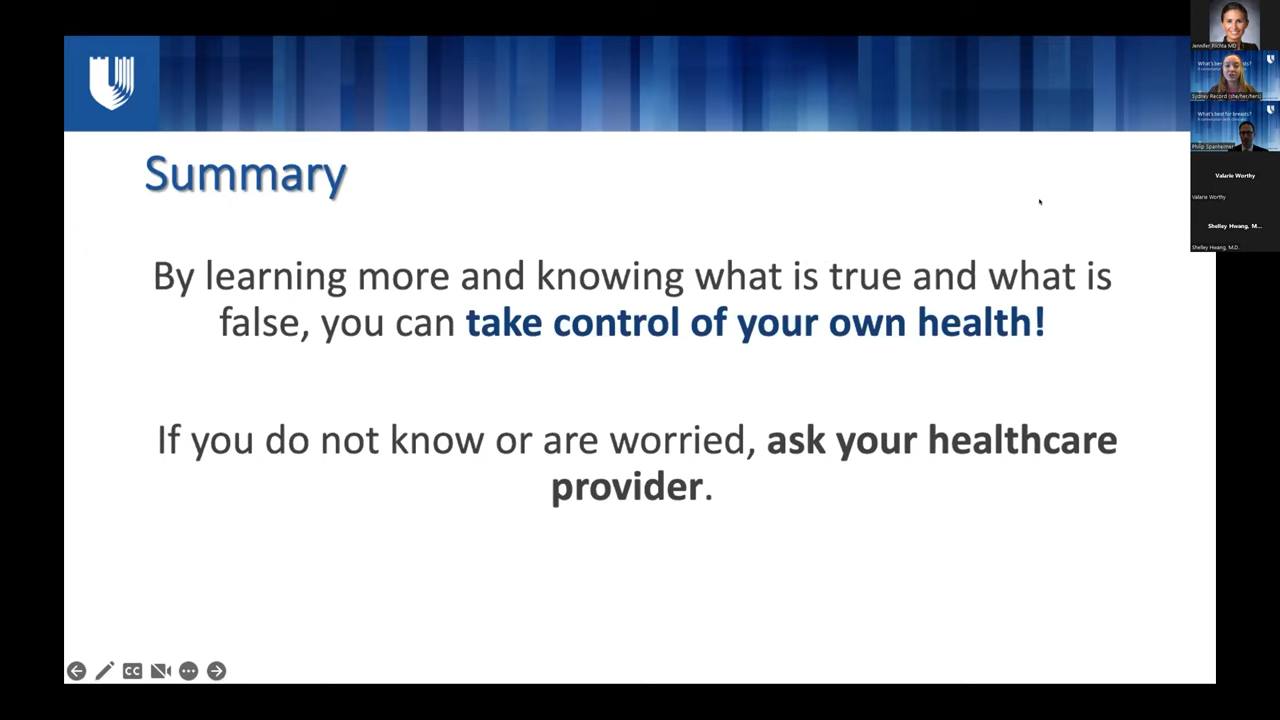 Summary
By learning more and knowing what is true and what is
false, you can take control of your own health!
If you do not know or are worried, ask your healthcare
provider.
CC
Jennifer Plichta MD
What's best for breasts?
Sydney Record (she/her/hers)
What's best for breasts?
Philip Spanheimer
Valarie Worthy
Valarie Worthy
Shelley Hwang, M...
Shelley Hwang, M.D.